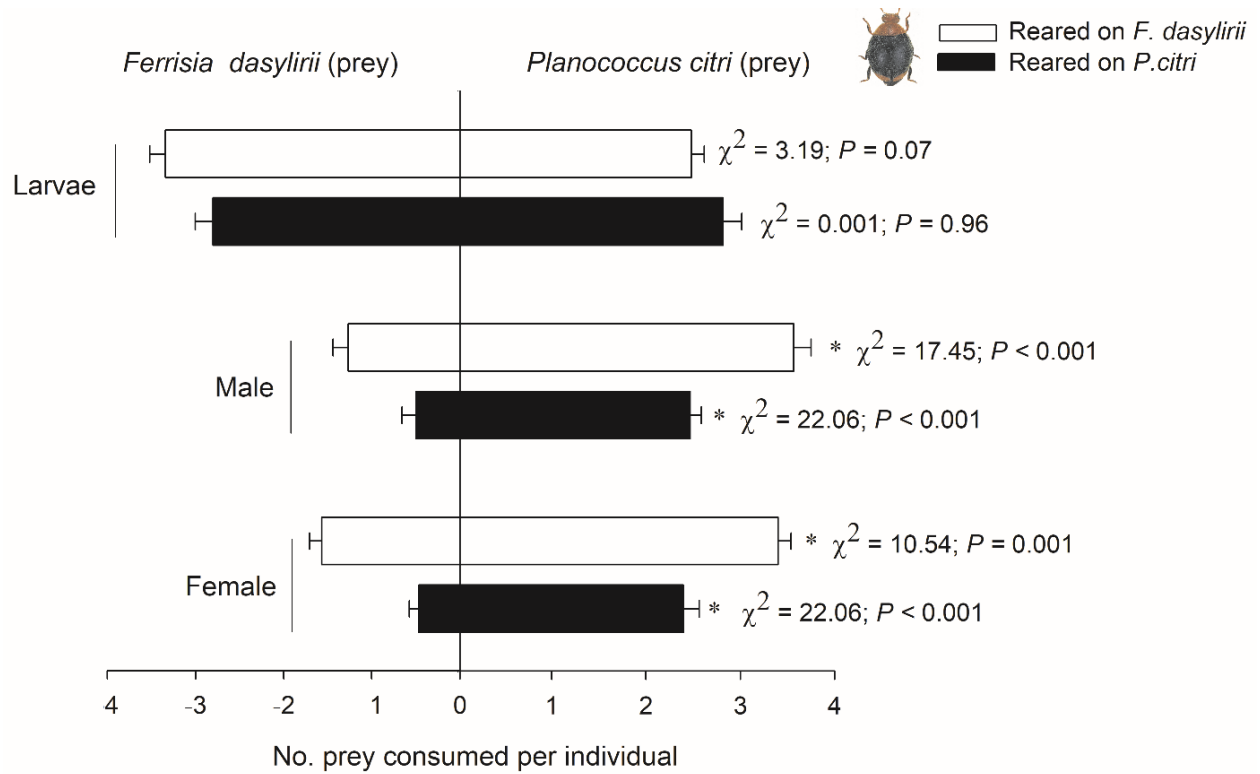 Reared on F. dasylirii
Reared on P.citri
Ferrisia dasylirii (prey)
Planococcus citri (prey)
Larvae
χ2 = 3.19; P = 0.07
χ2 = 0.001; P = 0.96
Male
* χ2 = 17.45; P < 0.001
* χ2 = 22.06; P < 0.001
Female
* χ2 = 10.54; P = 0.001
* χ2 = 22.06; P < 0.001
4 -3 -2 1 0 1 2 3 4
No. prey consumed per individual